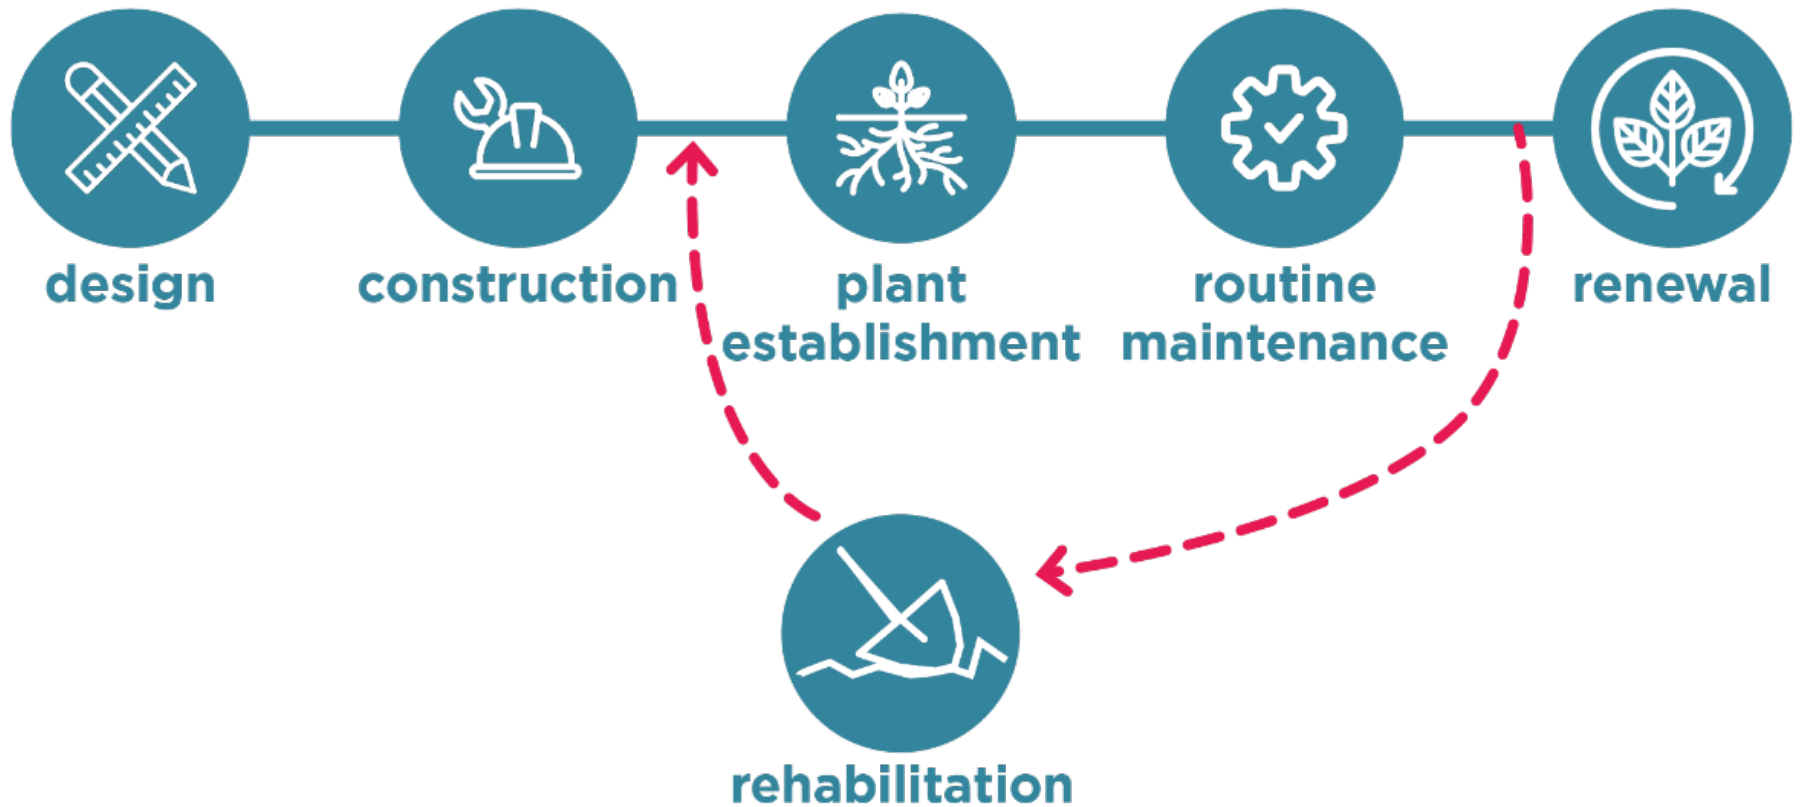 design
construction
plant
establishment
routine
maintenance
renewal
rehabilitation